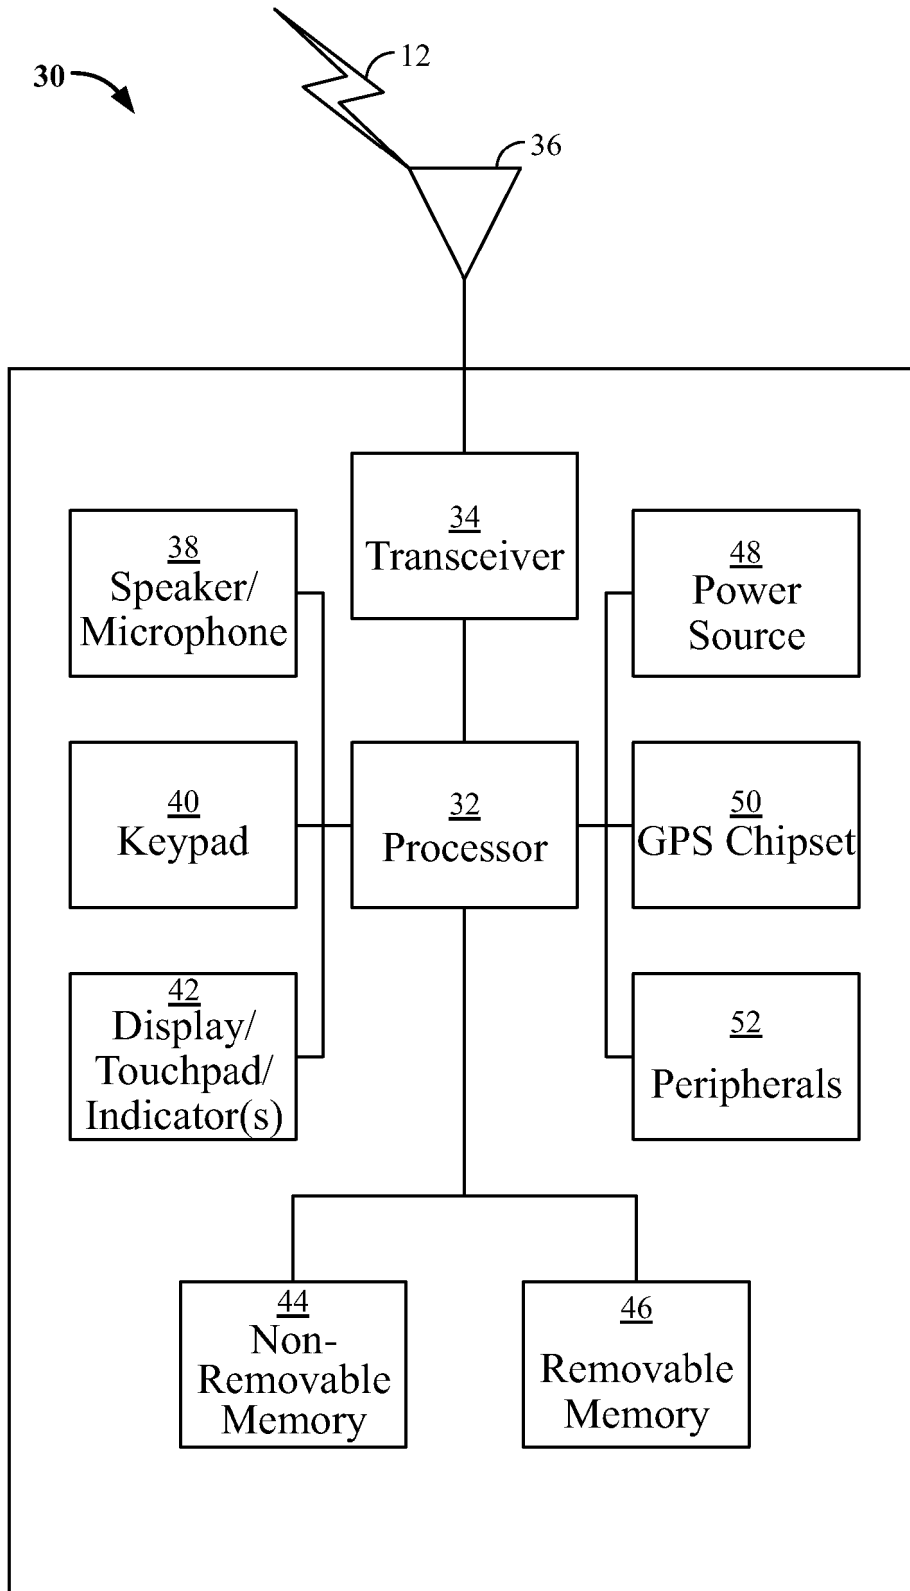 12
30
36
34
Transceiver
38
Speaker/
Microphone
48
Power
Source
40
Keypad
32
Processor
50
GPS Chipset
42
Display/
Touchpad/
Indicator(s)
52
Peripherals
44
Non-
Removable
Memory
46
Removable
Memory